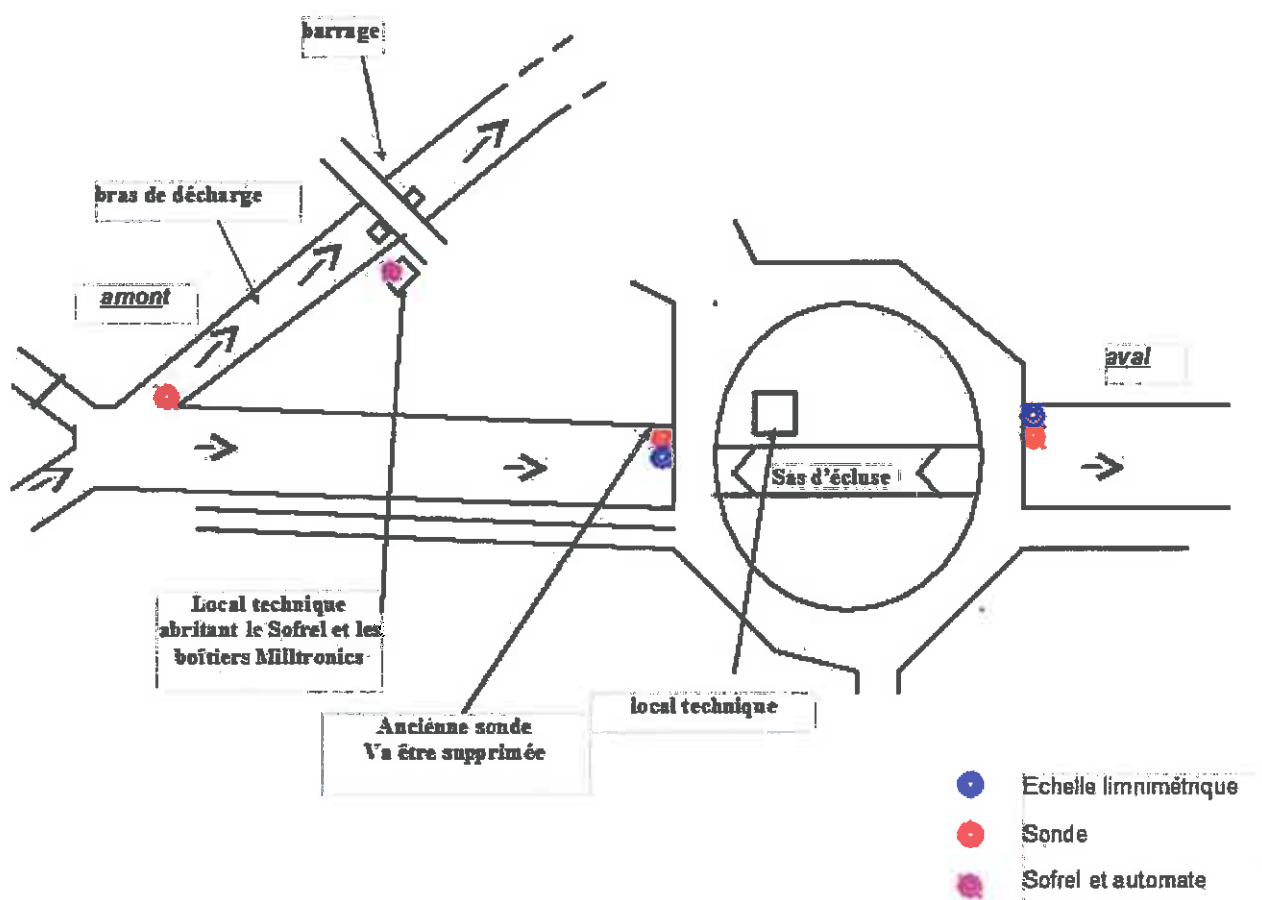 barrage
bras de décharge
amont
aval
Sas d'écluse
Local technique
abritant le Sofrel et les
boîtiers Milltronics
Ancienne sonde
Va être supprimée
local technique
Echelle limnimétrique
Sonde
Sofrel et automate